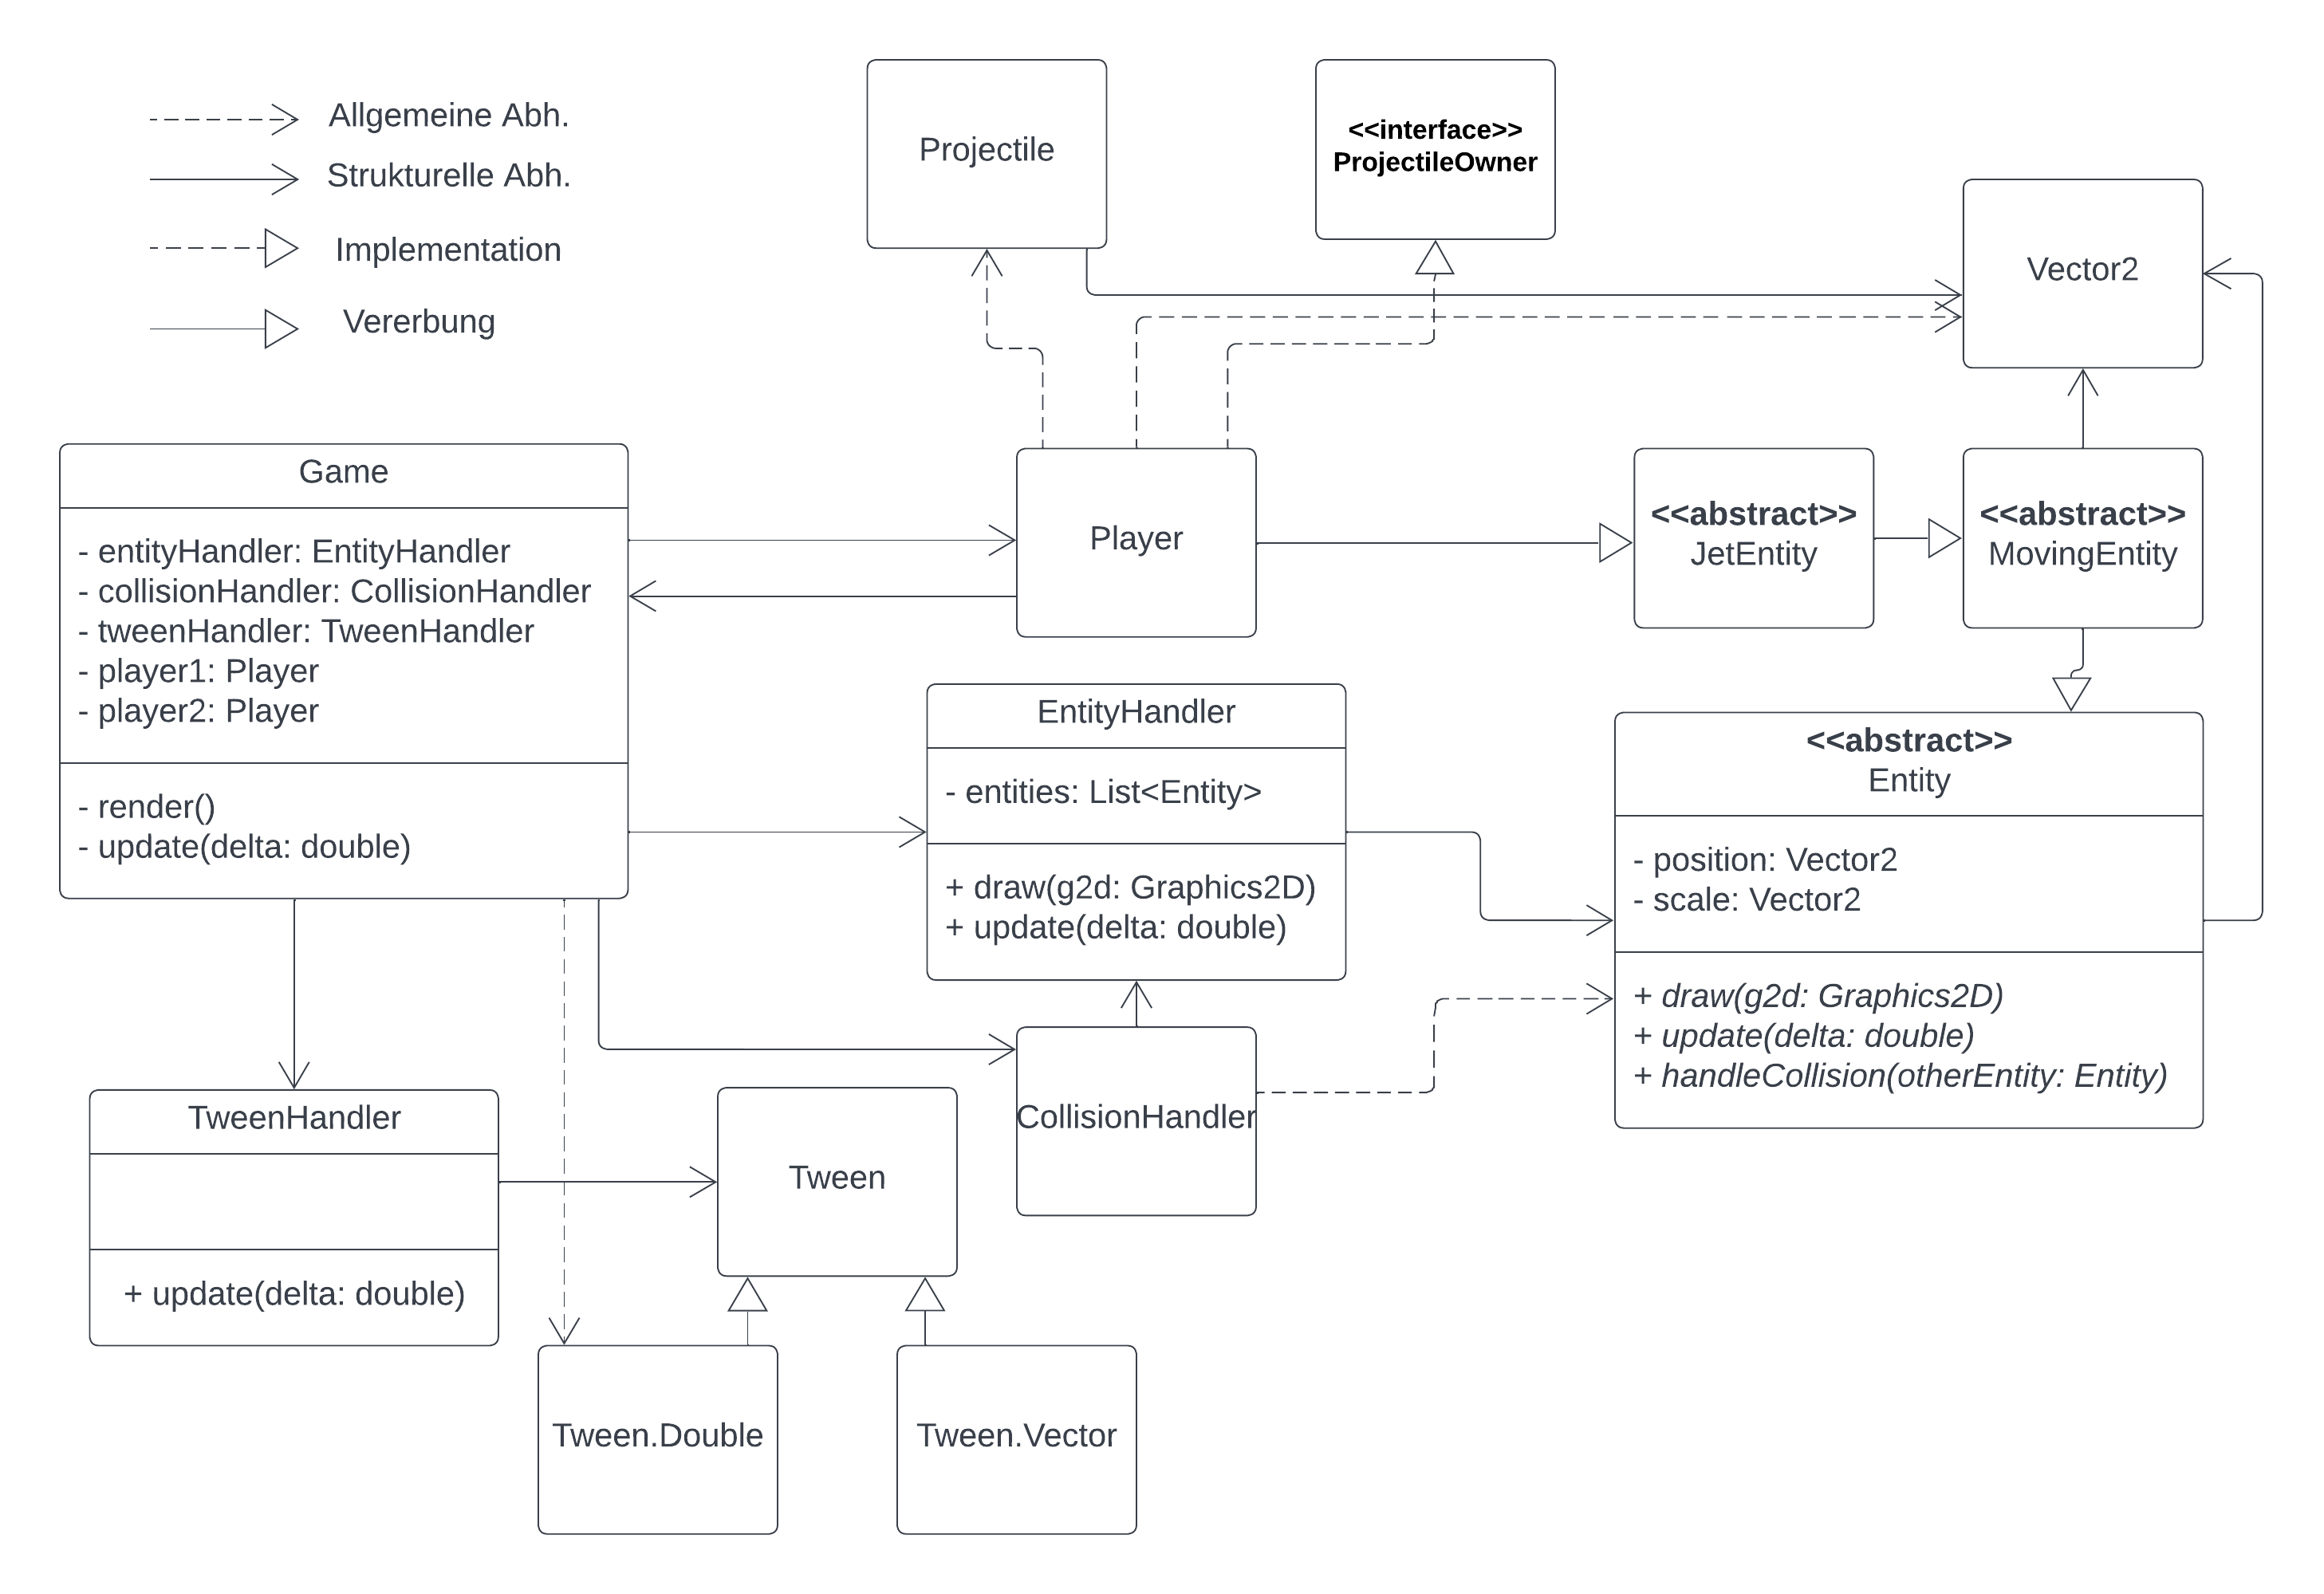 Allgemeine Abh.
Strukturelle Abh.
Implementation
Vererbung
Projectile
<<interface>>
ProjectileOwner
Vector2
Game
- entityHandler: EntityHandler
- collisionHandler: CollisionHandler
- tweenHandler: TweenHandler
- player1: Player
- player2: Player
- render()
- update(delta: double)
Player
<<abstract>>
JetEntity
<<abstract>>
MovingEntity
EntityHandler
- entities: List<Entity>
+ draw(g2d: Graphics2D)
+ update(delta: double)
<<abstract>>
Entity
- position: Vector2
- scale: Vector2
+ draw(g2d: Graphics2D)
+ update(delta: double)
+ handleCollision(otherEntity: Entity)
TweenHandler
+ update(delta: double)
Tween
CollisionHandler
Tween.Double
Tween.Vector